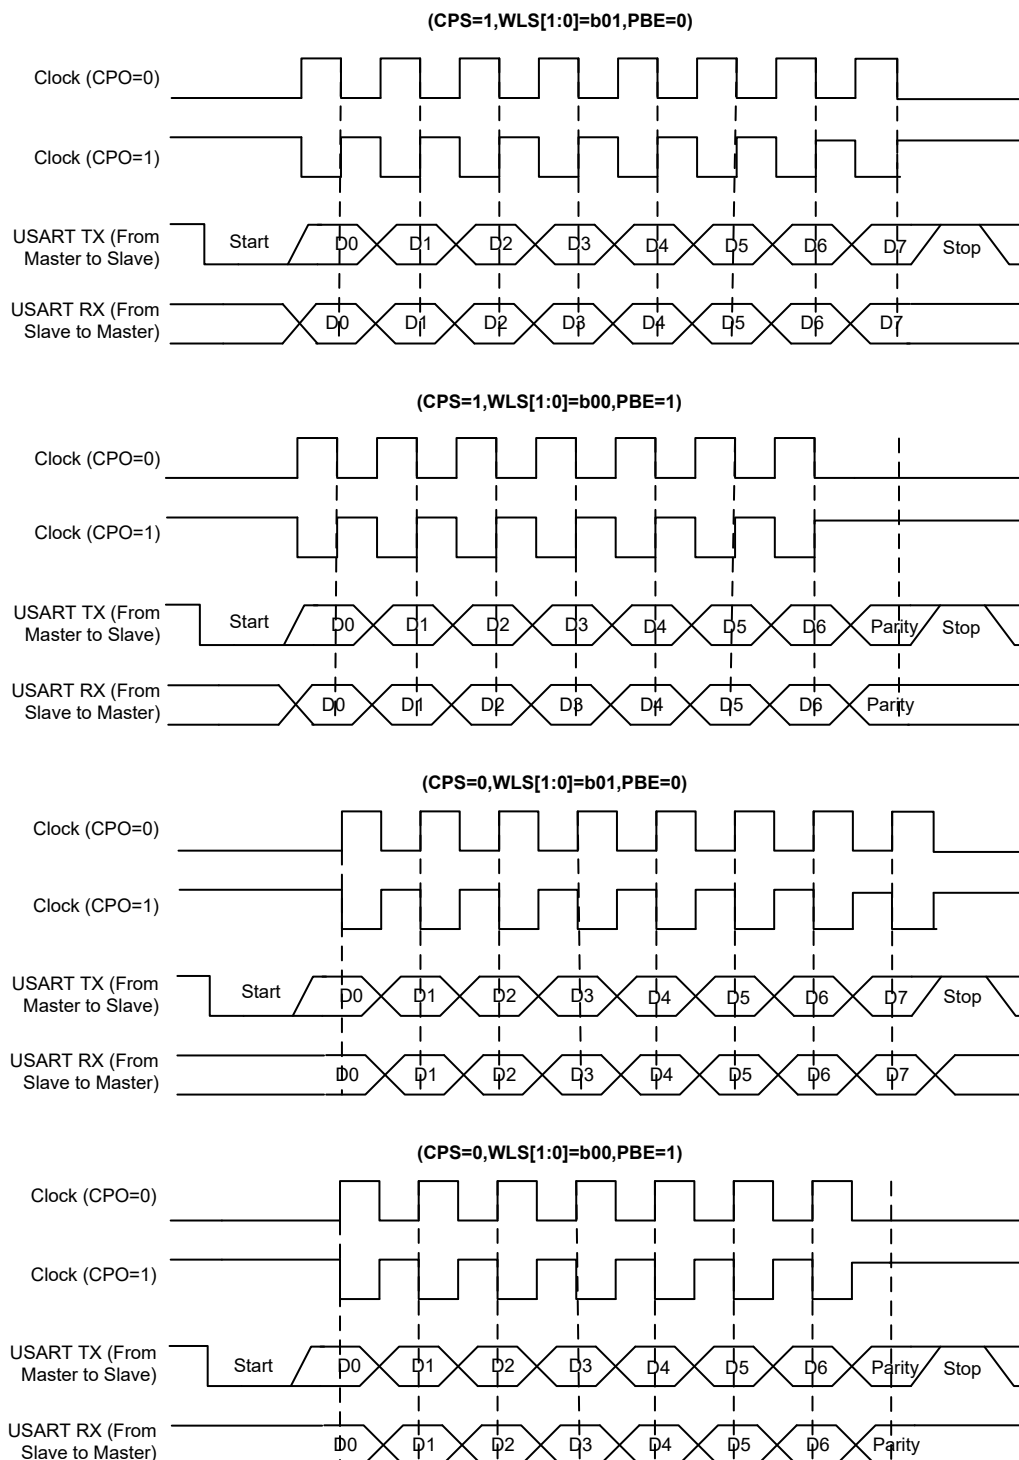 (CPS=1,WLS[1:0]=b01,PBE=0)
Clock (CPO=0)
Clock (CPO=1)
USART TX (From
Master to Slave)
Start D0 D1 D2 D3 D4 D5 D6 D7 Stop
USART RX (From
Slave to Master)
D0 D1 D2 D3 D4 D5 D6 D7
(CPS=1,WLS[1:0]=b00,PBE=1)
Clock (CPO=0)
Clock (CPO=1)
USART TX (From
Master to Slave)
Start D0 D1 D2 D3 D4 D5 D6 Parity Stop
USART RX (From
Slave to Master)
D0 D1 D2 D3 D4 D5 D6 Parity
(CPS=0,WLS[1:0]=b01,PBE=0)
Clock (CPO=0)
Clock (CPO=1)
USART TX (From
Master to Slave)
Start D0 D1 D2 D3 D4 D5 D6 D7 Stop
USART RX (From
Slave to Master)
D0 D1 D2 D3 D4 D5 D6 D7
(CPS=0,WLS[1:0]=b00,PBE=1)
Clock (CPO=0)
Clock (CPO=1)
USART TX (From
Master to Slave)
Start D0 D1 D2 D3 D4 D5 D6 Parity Stop
USART RX (From
Slave to Master)
D0 D1 D2 D3 D4 D5 D6 Parity